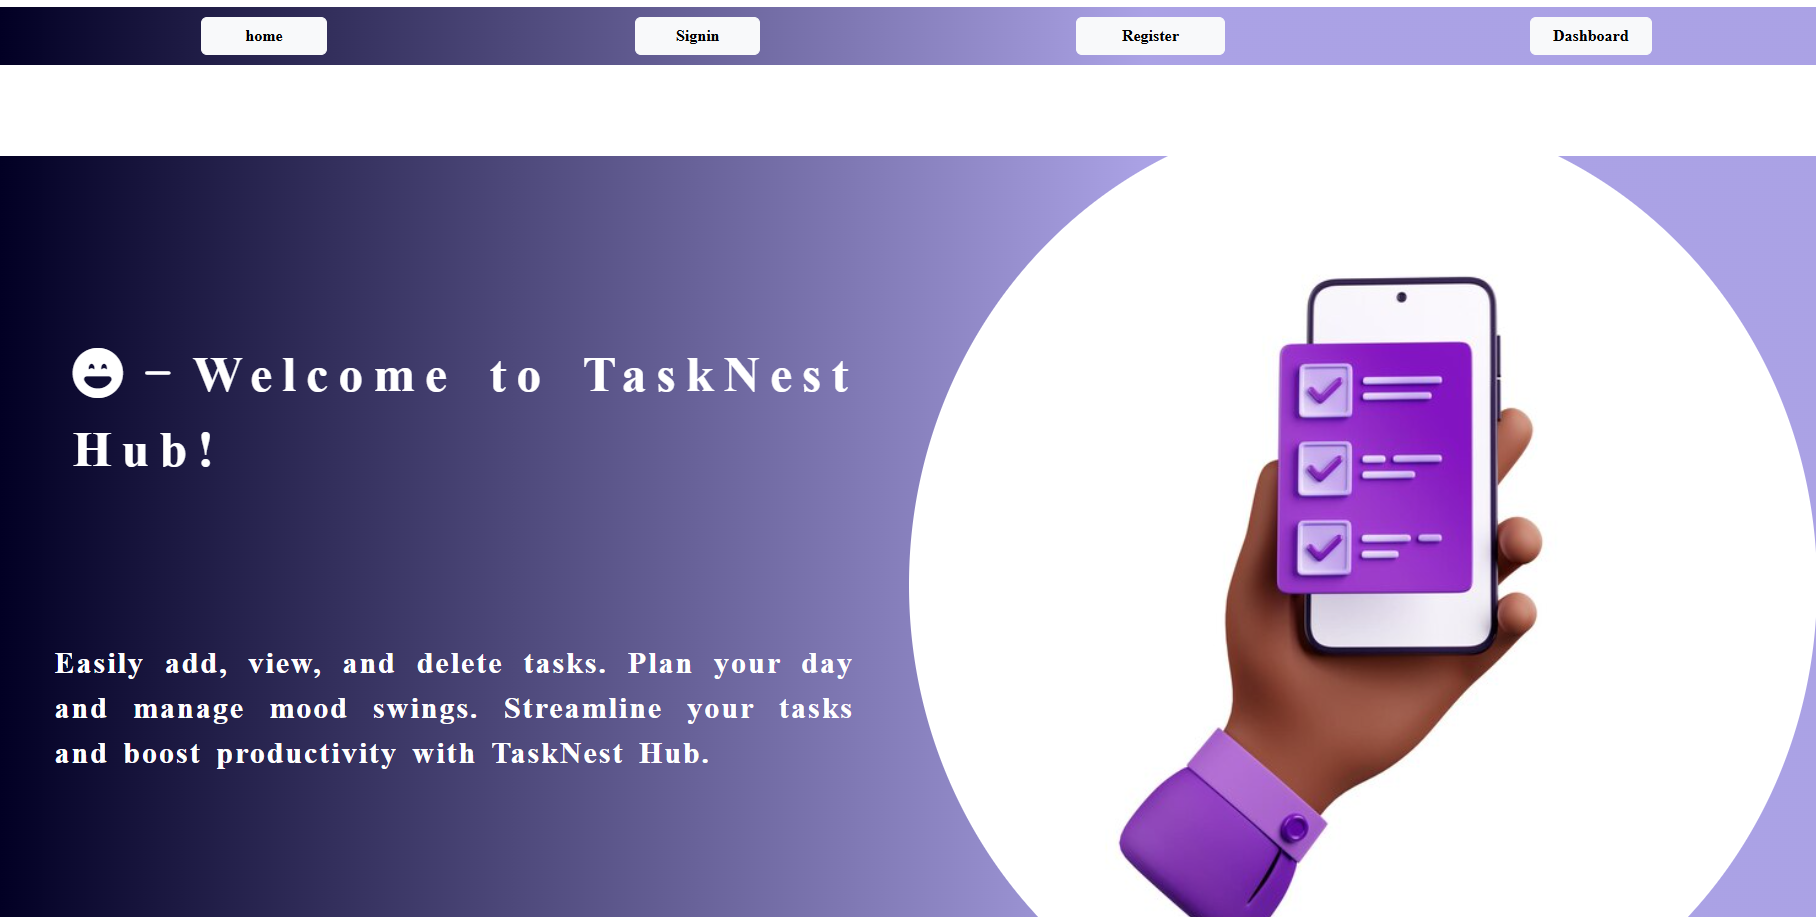 home Signin Register Dashboard
– Welcome to TaskNest
Hub!
Easily add, view, and delete tasks. Plan your day
and manage mood swings. Streamline your tasks
and boost productivity with TaskNest Hub.